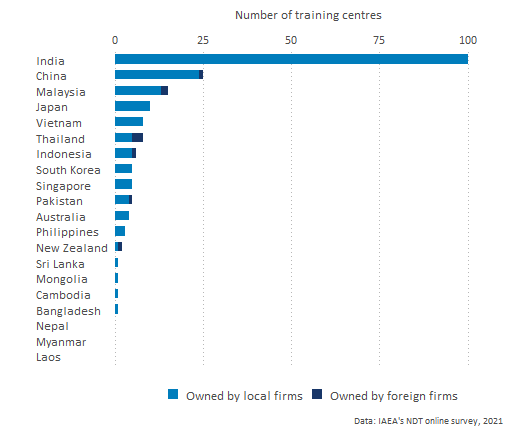 Number of training centres
0 25 50 75 100
India
China
Malaysia
Japan
Vietnam
Thailand
Indonesia
South Korea
Singapore
Pakistan
Australia
Philippines
New Zealand
Sri Lanka
Mongolia
Cambodia
Bangladesh
Nepal
Myanmar
Laos
Owned by local firms Owned by foreign firms
Data: IAEA's NDT online survey, 2021